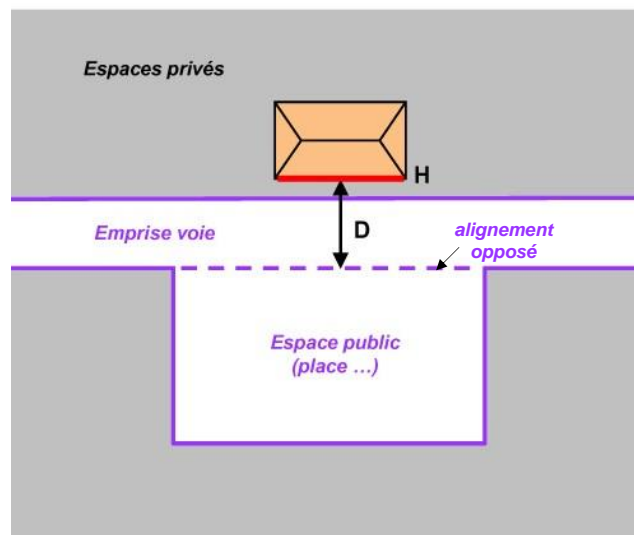 Espaces privés
H
Emprise voie
D
alignement
opposé
Espace public
(place ...)